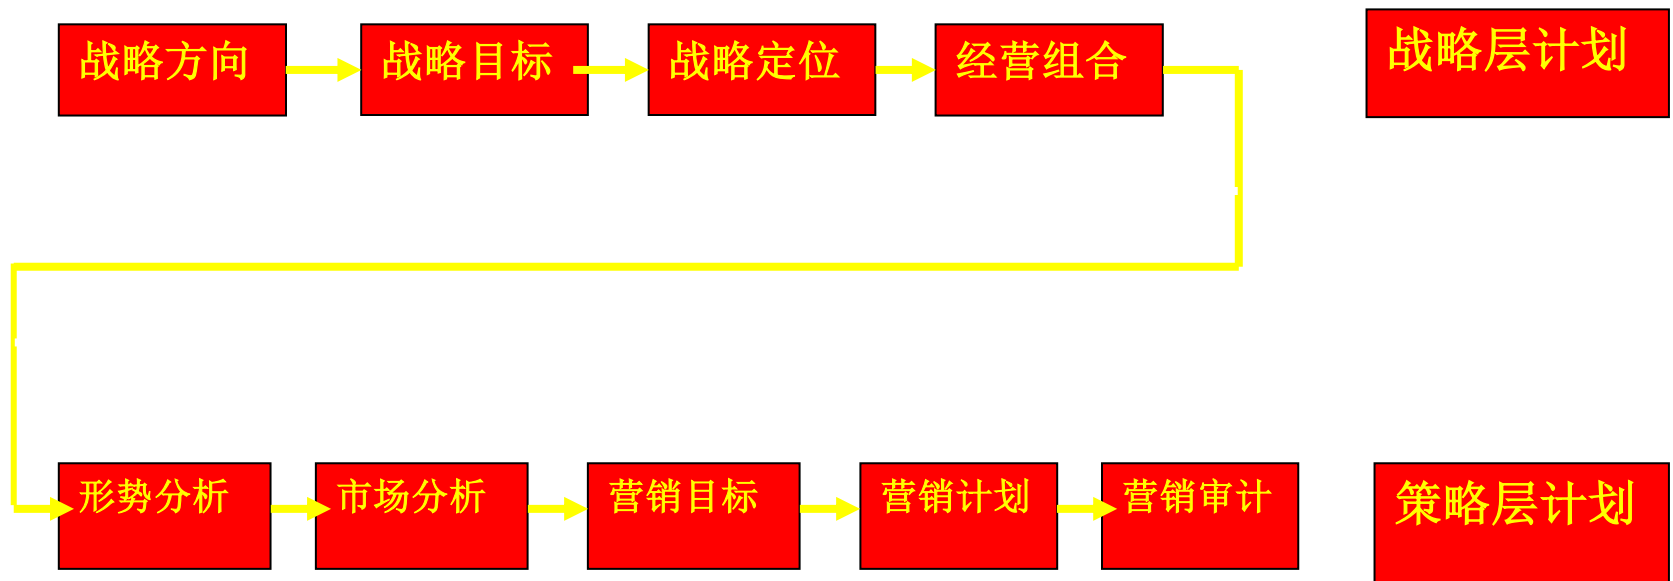 战略方向
战略目标
战略定位
经营组合
战略层计划
形势分析
市场分析
营销目标
营销计划
营销审计
策略层计划